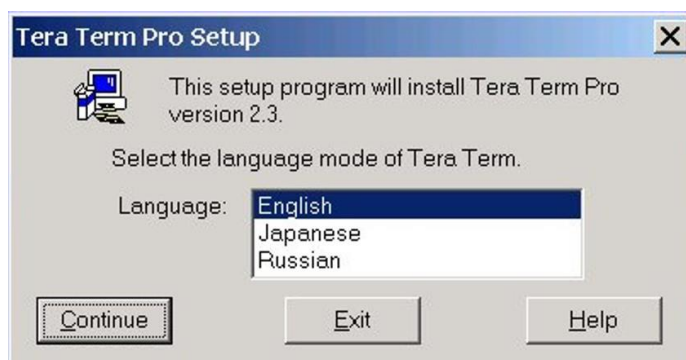 Tera Term Pro Setup
This setup program will install Tera Term Pro
version 2.3.
Select the language mode of Tera Term.
Language:
English
Japanese
Russian
Continue
Exit
Help